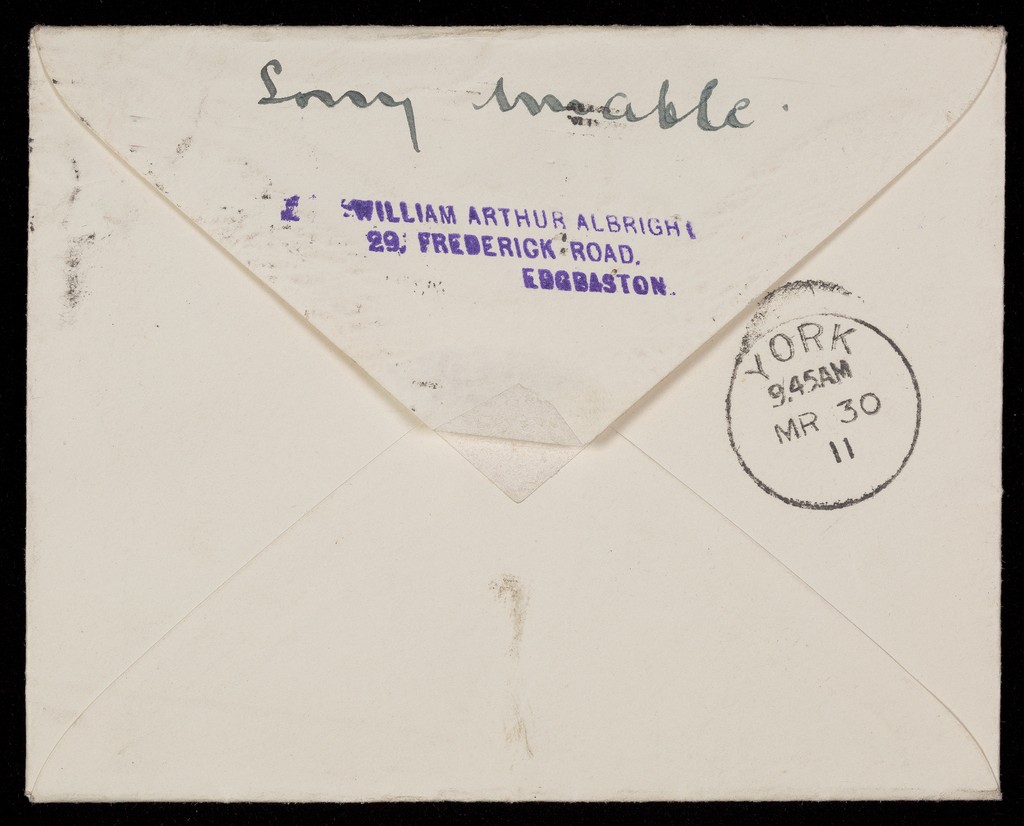 Sorry unable.
WILLIAM ARTHUR ALBRIGHT
29, FREDERICK ROAD.
EDGBASTON.
YORK
9.45AM
MR 30
11